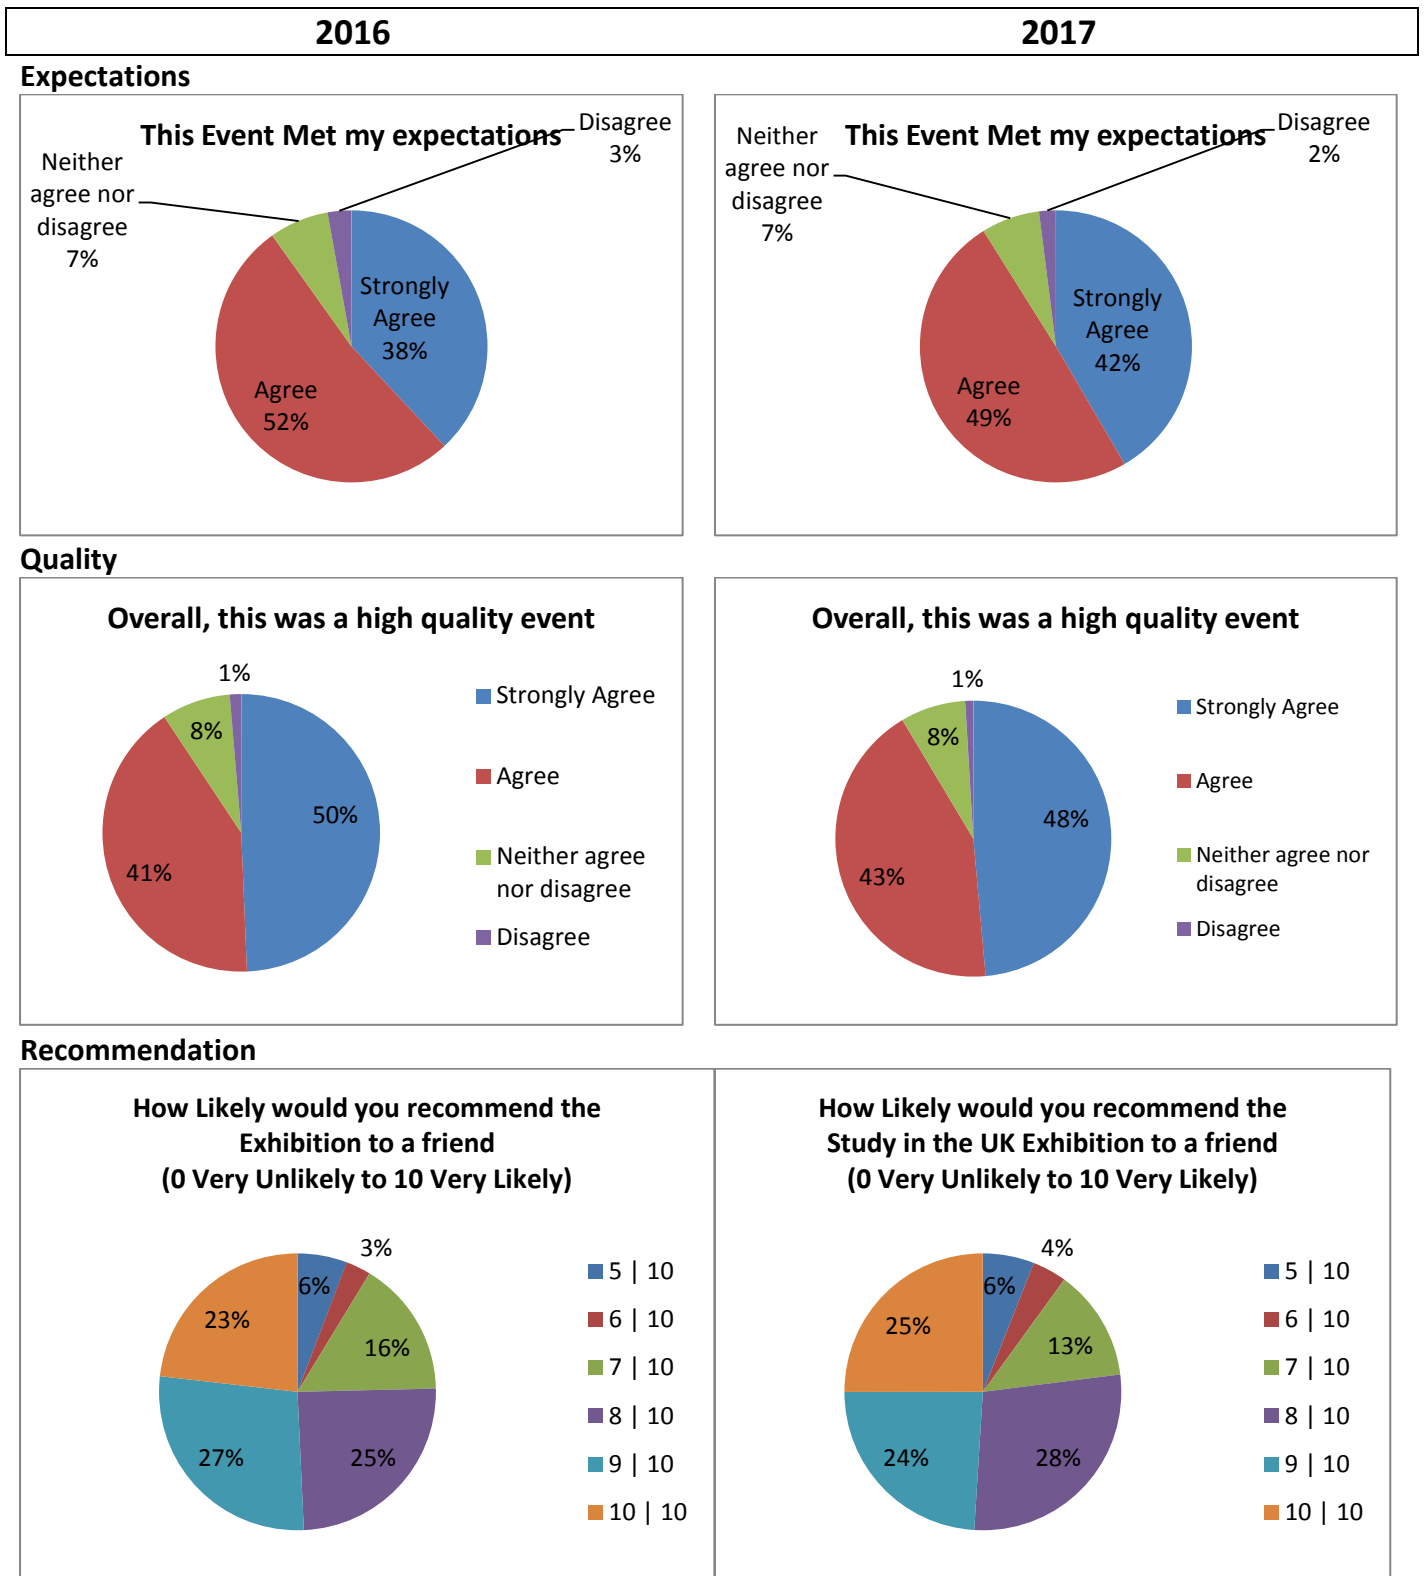 2016
2017
Expectations
This Event Met my expectations
Disagree
3%
Neither
agree nor
disagree
7%
Strongly
Agree
38%
Agree
52%
This Event Met my expectations
Disagree
2%
Neither
agree nor
disagree
7%
Strongly
Agree
42%
Agree
49%
Quality
Overall, this was a high quality event
1%
8%
50%
41%
Strongly Agree
Agree
Neither agree
nor disagree
Disagree
Overall, this was a high quality event
1%
8%
48%
43%
Strongly Agree
Agree
Neither agree nor
disagree
Disagree
Recommendation
How Likely would you recommend the
Exhibition to a friend
(0 Very Unlikely to 10 Very Likely)
3%
6%
23%
16%
27%
25%
5 | 10
6 | 10
7 | 10
8 | 10
9 | 10
10 | 10
How Likely would you recommend the
Study in the UK Exhibition to a friend
(0 Very Unlikely to 10 Very Likely)
4%
6%
25%
13%
24%
28%
5 | 10
6 | 10
7 | 10
8 | 10
9 | 10
10 | 10